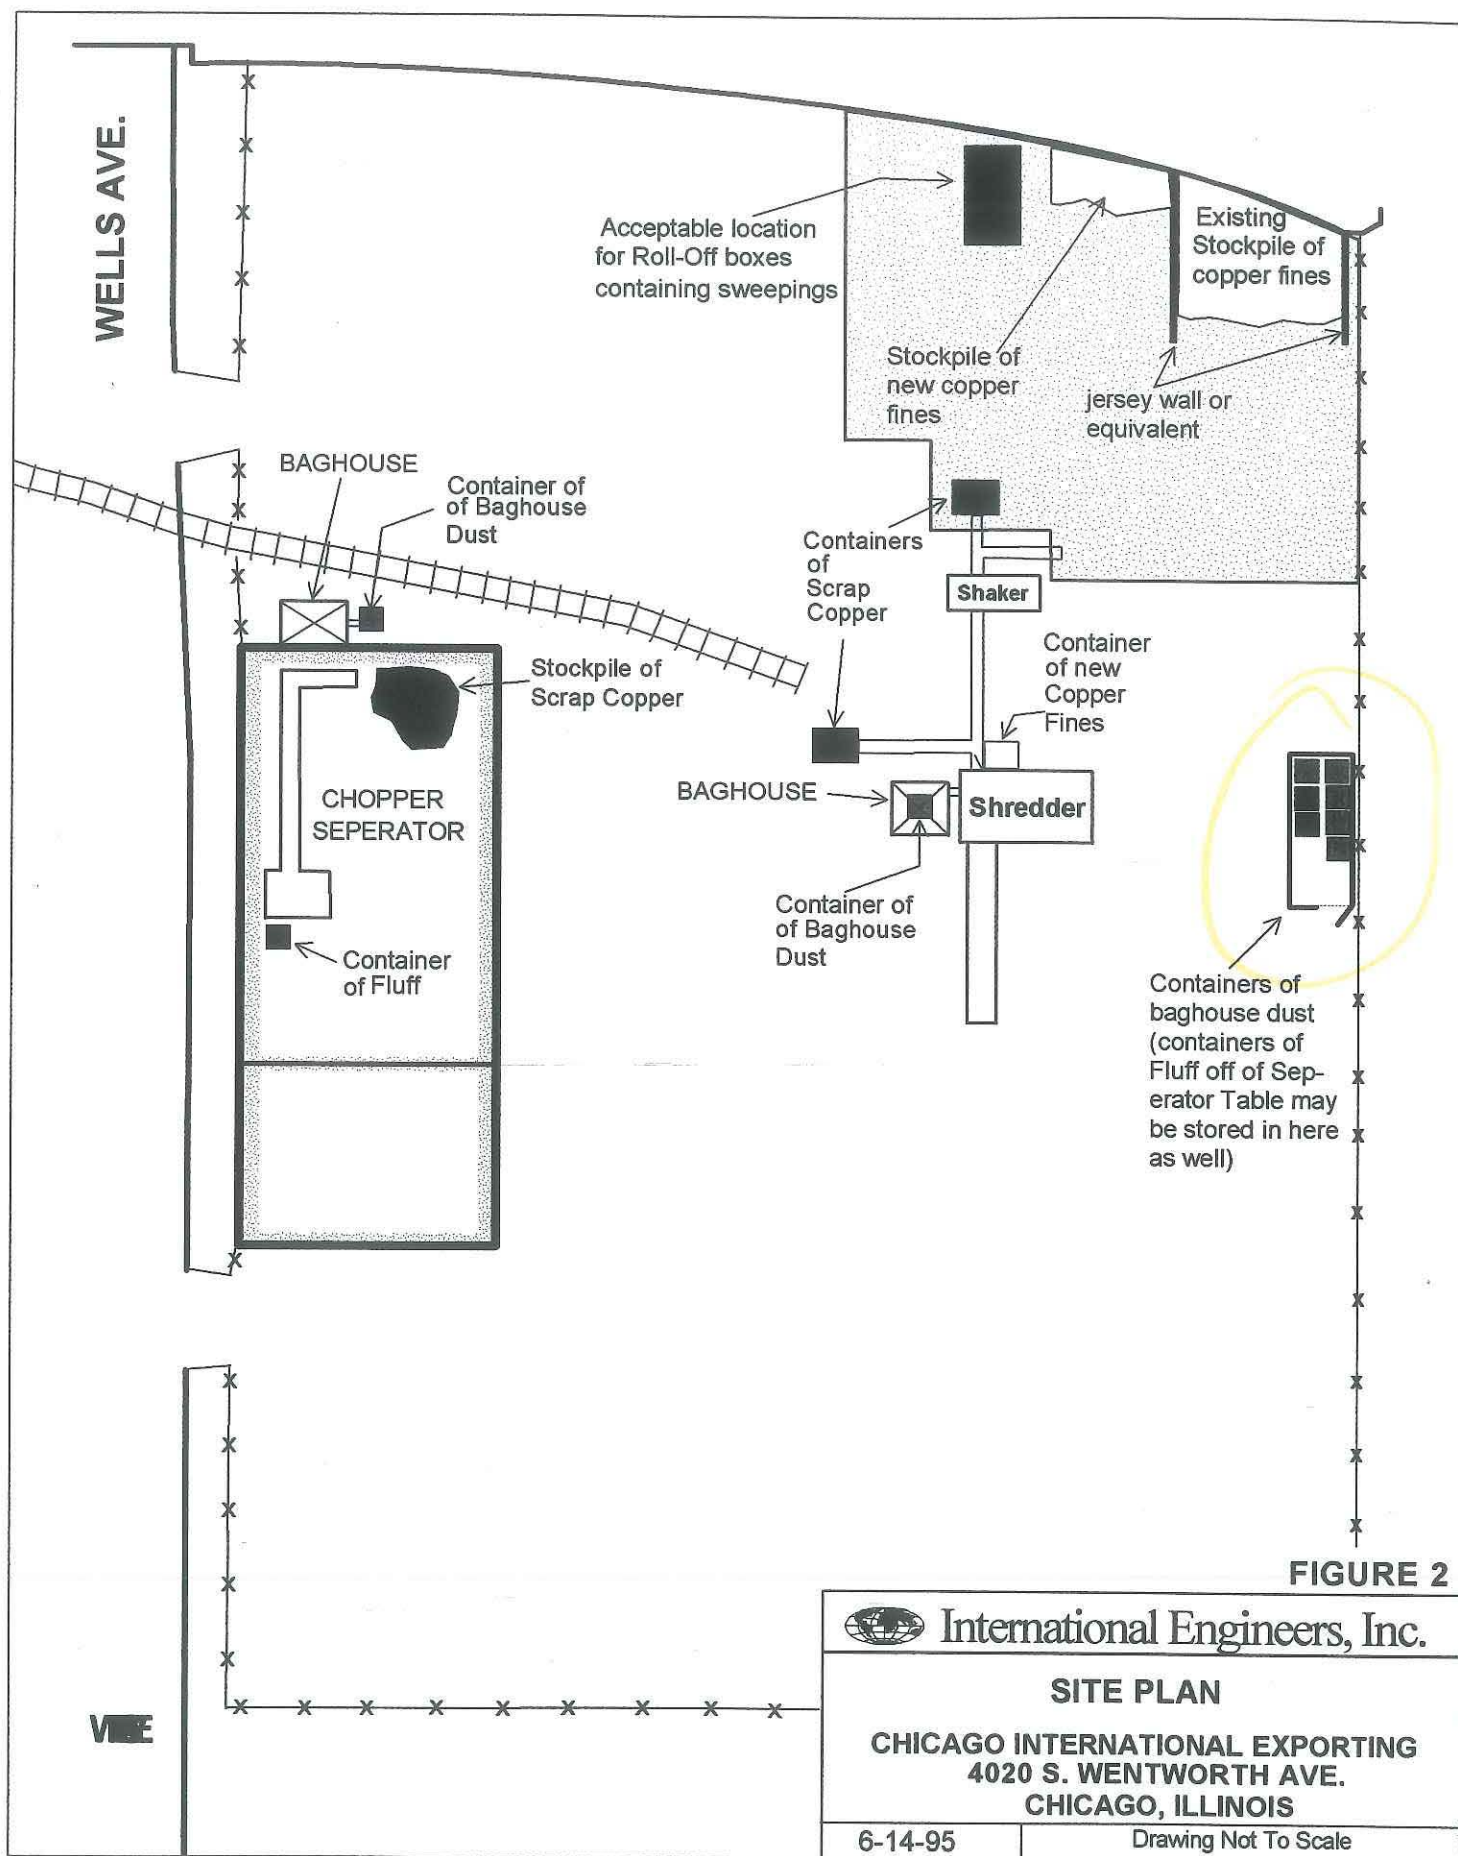 WELLS AVE.
Acceptable location
for Roll-Off boxes
containing sweepings
Existing
Stockpile of
copper fines
Stockpile of
new copper
fines
jersey wall or
equivalent
BAGHOUSE
Container of
of Baghouse
Dust
Containers
of
Scrap
Copper
Shaker
Container
of new
Copper
Fines
Stockpile of
Scrap Copper
CHOPPER
SEPERATOR
BAGHOUSE
Shredder
Container of
of Baghouse
Dust
Container
of Fluff
Containers of
baghouse dust
(containers of
Fluff off of Sep-
erator Table may
be stored in here
as well)
FIGURE 2
International Engineers, Inc.
SITE PLAN
CHICAGO INTERNATIONAL EXPORTING
4020 S. WENTWORTH AVE.
CHICAGO, ILLINOIS
6-14-95
Drawing Not To Scale